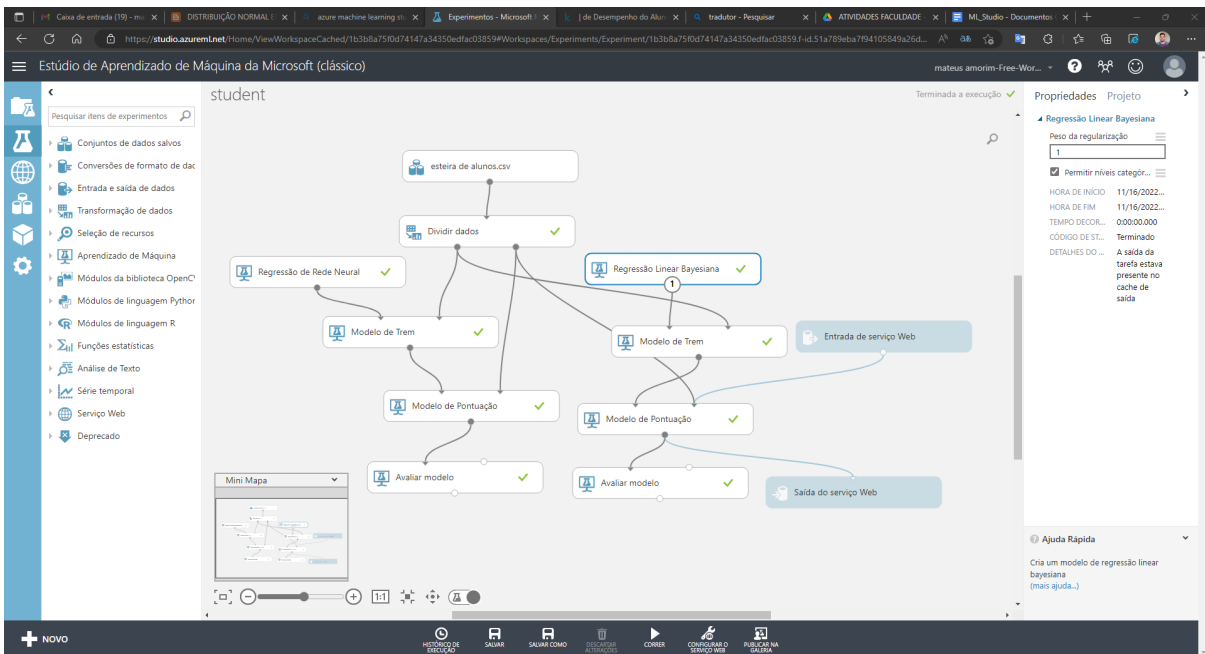 Caixa de entrada (19) - ma
DISTRIBUIÇÃO NORMAL E
azure machine learning stu
Experimentos - Microsoft
[ de Desempenho do Alun
tradutor - Pesquisar
ATIVIDADES FACULDADE -
ML_Studio - Documentos
https://studio.azureml.net/Home/ViewWorkspaceCached/1b3b8a75f0d74147a34350edfac03859#Workspaces/Experiments/Experiment/1b3b8a75f0d74147a34350edfac03859.f-id.51a789eba7f94105849a26d...
Estúdio de Aprendizado de Máquina da Microsoft (clássico)
mateus amorim-Free-Wor...
Pesquisar itens de experimentos
Conjuntos de dados salvos
Conversões de formato de dac
Entrada e saída de dados
Transformação de dados
Seleção de recursos
Aprendizado de Máquina
Módulos da biblioteca OpenC
Módulos de linguagem Pythor
Módulos de linguagem R
Funções estatísticas
Análise de Texto
Série temporal
Serviço Web
Deprecado
student
Terminada a execução
esteira de alunos.csv
Dividir dados
Regressão de Rede Neural
Regressão Linear Bayesiana
1
Modelo de Trem
Modelo de Trem
Entrada de serviço Web
Modelo de Pontuação
Modelo de Pontuação
Avaliar modelo
Avaliar modelo
Saída do serviço Web
Mini Mapa
1:1
Propriedades Projeto
Regressão Linear Bayesiana
Peso da regularização
1
Permitir níveis categór...
HORA DE INÍCIO 11/16/2022...
HORA DE FIM 11/16/2022...
TEMPO DECOR... 0:00:00.000
CÓDIGO DE ST... Terminado
DETALHES DO ... A saída da
tarefa estava
presente no
cache de
saída
Ajuda Rápida
Cria um modelo de regressão linear
bayesiana
(mais ajuda...)
NOVO
HISTÓRICO DE
EXECUÇÃO
SALVAR
SALVAR COMO
DESCARTAR
ALTERAÇÕES
CORRER
CONFIGURAR O
SERVIÇO WEB
PUBLICAR NA
GALERIA